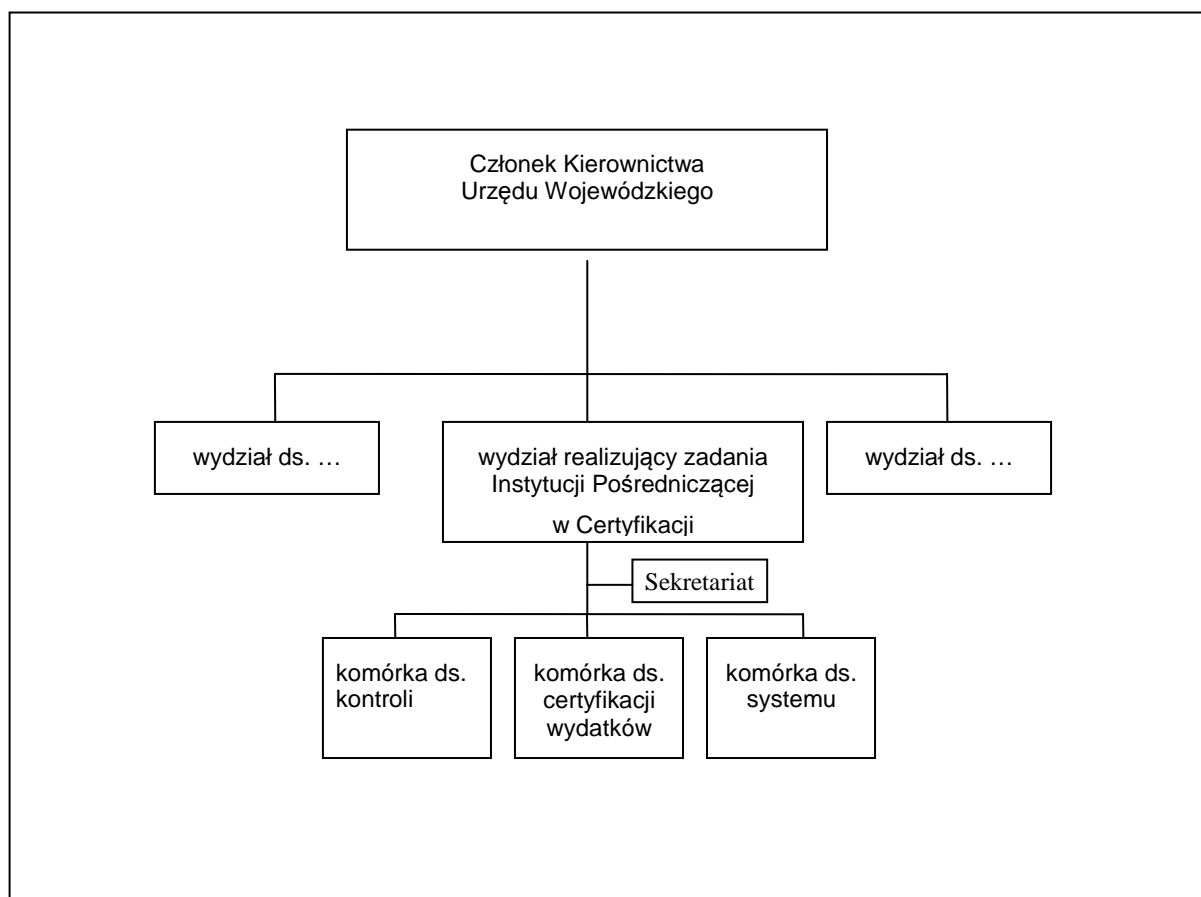 Członek Kierownictwa
Urzędu Wojewódzkiego
wydział ds. …
wydział realizujący zadania
Instytucji Pośredniczącej
w Certyfikacji
wydział ds. …
Sekretariat
komórka ds.
kontroli
komórka ds.
certyfikacji
wydatków
komórka ds.
systemu